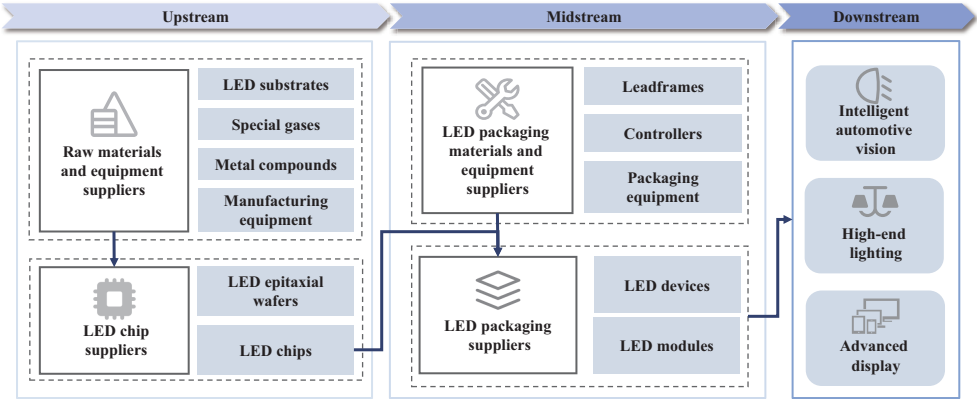 Upstream
Midstream
Downstream
Raw materials
and equipment
suppliers
LED substrates
Special gases
Metal compounds
Manufacturing
equipment
LED chip
suppliers
LED epitaxial
wafers
LED chips
LED packaging
materials and
equipment
suppliers
Leadframes
Controllers
Packaging
equipment
LED packaging
suppliers
LED devices
LED modules
Intelligent
automotive
vision
High-end
lighting
Advanced
display